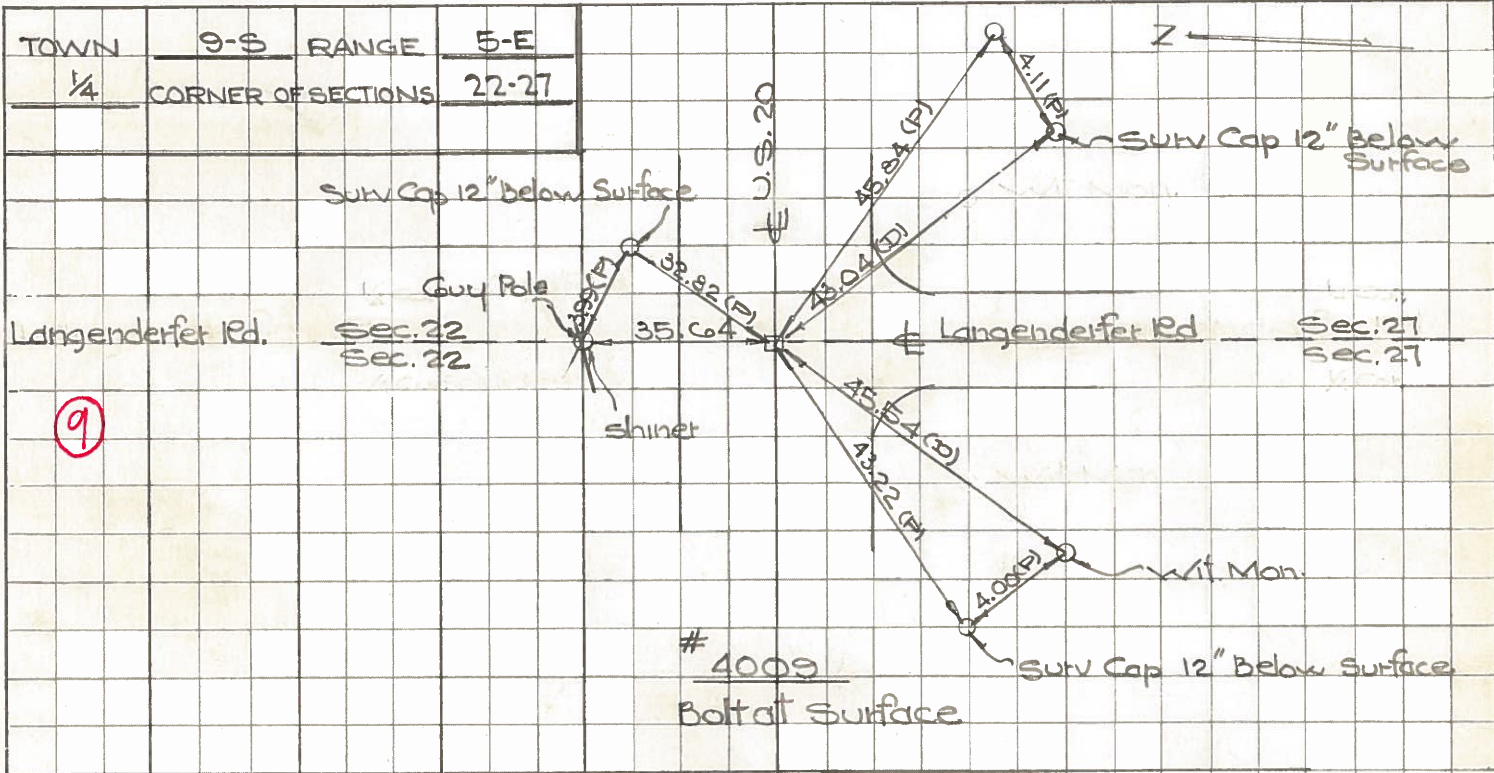 TOWN 9-S RANGE 5-E
1/4 CORNER OF SECTIONS 22-27
Z
℄ U.S. 20
45.84 (P)
4.11 (P)
Surv Cap 12" Below
Surface
Surv Cap 12" Below Surface
43.04 (D)
Guy Pole
32.82 (P)
Langenderfer Rd.
Sec. 22
Sec. 22
35.64
℄ Langenderfer Rd
Sec. 27
Sec. 27
9
Shiner
45.54 (D)
43.22 (P)
4.00 (P)
Wit. Mon.
Surv Cap 12" Below Surface
# 4009
Bolt at Surface